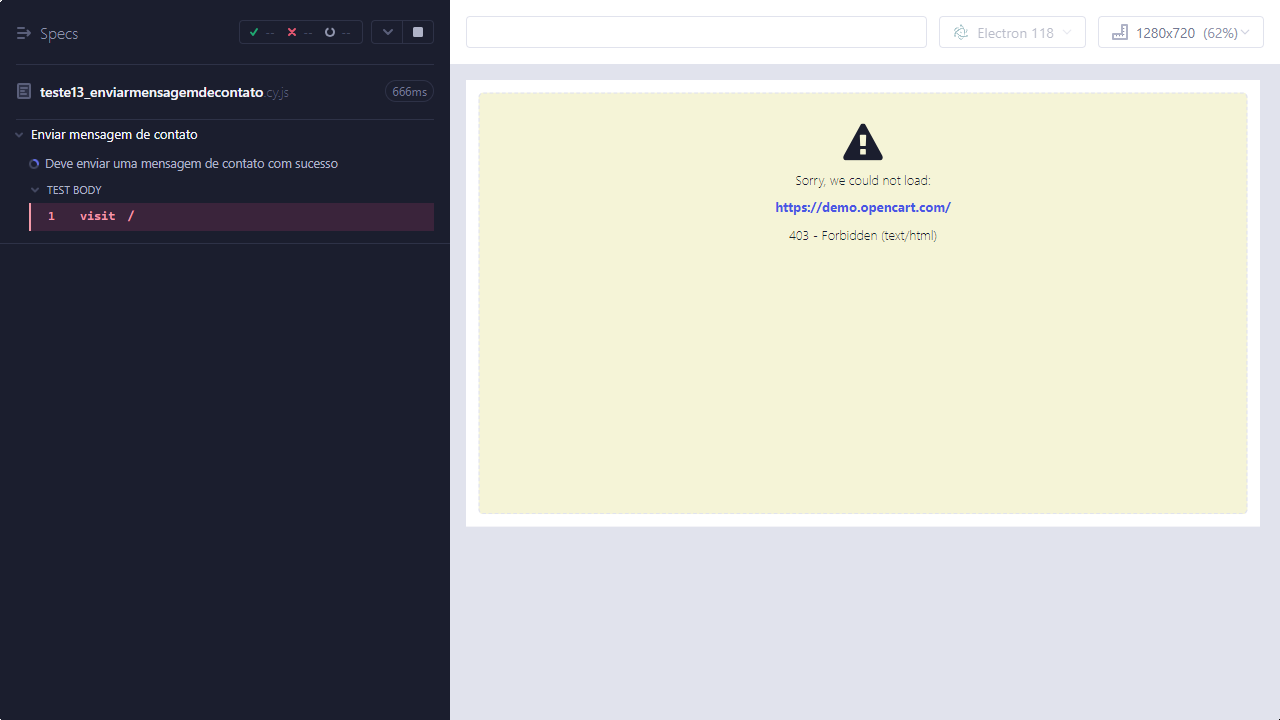 Specs
-- -- --
teste13_enviarmensagemdecontato cy.js
666ms
Enviar mensagem de contato
Deve enviar uma mensagem de contato com sucesso
TEST BODY
1 visit /
Electron 118
1280x720 (62%)
Sorry, we could not load:
https://demo.opencart.com/
403 - Forbidden (text/html)